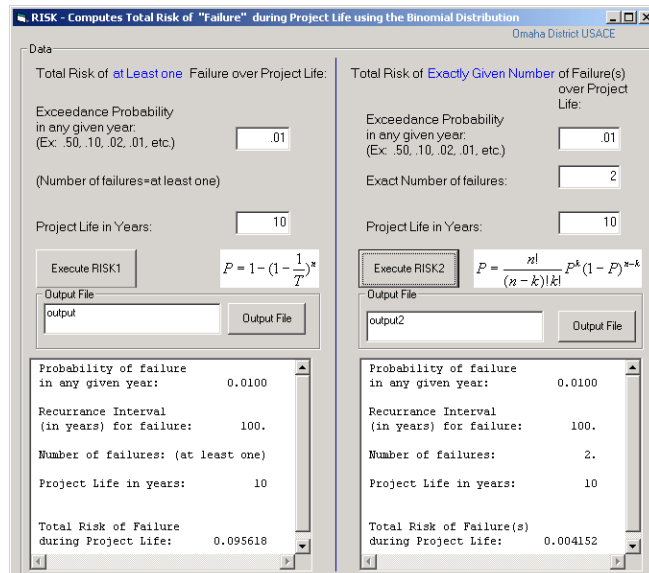 RISK - Computes Total Risk of "Failure" during Project Life using the Binomial Distribution
Omaha District USACE
Data
Total Risk of at Least one Failure over Project Life:
Exceedance Probability
in any given year:
(Ex: .50, .10, .02, .01, etc.)
.01
(Number of failures=at least one)
Project Life in Years:
10
Execute RISK1
P = 1 - (1 - 1/T)^n
Output File
output
Output File
Probability of failure
in any given year: 0.0100
Recurrance Interval
(in years) for failure: 100.
Number of failures: (at least one)
Project Life in years: 10
Total Risk of Failure
during Project Life: 0.095618
Total Risk of Exactly Given Number of Failure(s)
over Project
Life:
Exceedance Probability
in any given year:
(Ex: .50, .10, .02, .01, etc.)
.01
Exact Number of failures:
2
Project Life in Years:
10
Execute RISK2
P = n!/((n-k)!k!) P^k (1-P)^{n-k}
Output File
output2
Output File
Probability of failure
in any given year: 0.0100
Recurrance Interval
(in years) for failure: 100.
Number of failures: 2.
Project Life in years: 10
Total Risk of Failure(s)
during Project Life: 0.004152